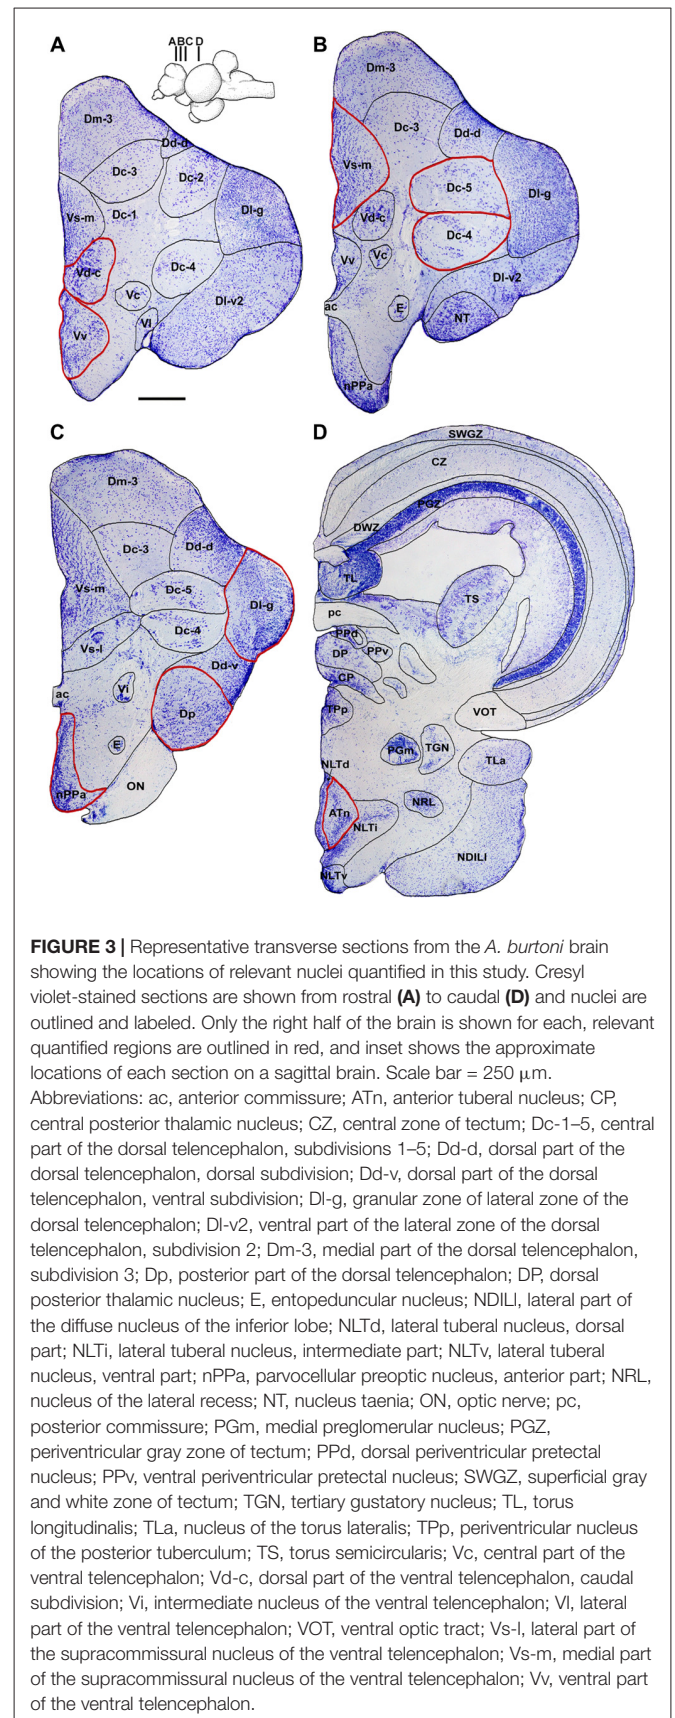 A
A B C D
Dm-3
Dd-d
Dc-3
Dc-2
Vs-m
Dc-1
Dl-g
Vd-c
Dc-4
Vc
Dl-v2
Vv
Vl
B
Dm-3
Dc-3
Dd-d
Vs-m
Dc-5
Dl-g
Vd-c
Dc-4
Vv
Vc
Dl-v2
ac
E
NT
nPPa
C
Dm-3
Dc-3
Dd-d
Vs-m
Dc-5
Dl-g
Dc-4
Vs-l
Dd-v
ac
Vi
Dp
E
nPPa
ON
D
SWGZ
CZ
PGZ
DWZ
TL
TS
pc
PPd
DP
PPv
CP
TPp
VOT
PGm
TGN
NLTd
TLa
ATn
NRL
NLTi
NDILl
NLTv
FIGURE 3 | Representative transverse sections from the A. burtoni brain
showing the locations of relevant nuclei quantified in this study. Cresyl
violet-stained sections are shown from rostral (A) to caudal (D) and nuclei are
outlined and labeled. Only the right half of the brain is shown for each, relevant
quantified regions are outlined in red, and inset shows the approximate
locations of each section on a sagittal brain. Scale bar = 250 μm.
Abbreviations: ac, anterior commissure; ATn, anterior tuberal nucleus; CP,
central posterior thalamic nucleus; CZ, central zone of tectum; Dc-1–5, central
part of the dorsal telencephalon, subdivisions 1–5; Dd-d, dorsal part of the
dorsal telencephalon, dorsal subdivision; Dd-v, dorsal part of the dorsal
telencephalon, ventral subdivision; Dl-g, granular zone of lateral zone of the
dorsal telencephalon; Dl-v2, ventral part of the lateral zone of the dorsal
telencephalon, subdivision 2; Dm-3, medial part of the dorsal telencephalon,
subdivision 3; Dp, posterior part of the dorsal telencephalon; DP, dorsal
posterior thalamic nucleus; E, entopeduncular nucleus; NDILl, lateral part of
the diffuse nucleus of the inferior lobe; NLTd, lateral tuberal nucleus, dorsal
part; NLTi, lateral tuberal nucleus, intermediate part; NLTv, lateral tuberal
nucleus, ventral part; nPPa, parvocellular preoptic nucleus, anterior part; NRL,
nucleus of the lateral recess; NT, nucleus taenia; ON, optic nerve; pc,
posterior commissure; PGm, medial preglomerular nucleus; PGZ,
periventricular gray zone of tectum; PPd, dorsal periventricular pretectal
nucleus; PPv, ventral periventricular pretectal nucleus; SWGZ, superficial gray
and white zone of tectum; TGN, tertiary gustatory nucleus; TL, torus
longitudinalis; TLa, nucleus of the torus lateralis; TPp, periventricular nucleus
of the posterior tuberculum; TS, torus semicircularis; Vc, central part of the
ventral telencephalon; Vd-c, dorsal part of the ventral telencephalon, caudal
subdivision; Vi, intermediate nucleus of the ventral telencephalon; Vl, lateral
part of the ventral telencephalon; VOT, ventral optic tract; Vs-l, lateral part of
the supracommissural nucleus of the ventral telencephalon; Vs-m, medial part
of the supracommissural nucleus of the ventral telencephalon; Vv, ventral part
of the ventral telencephalon.